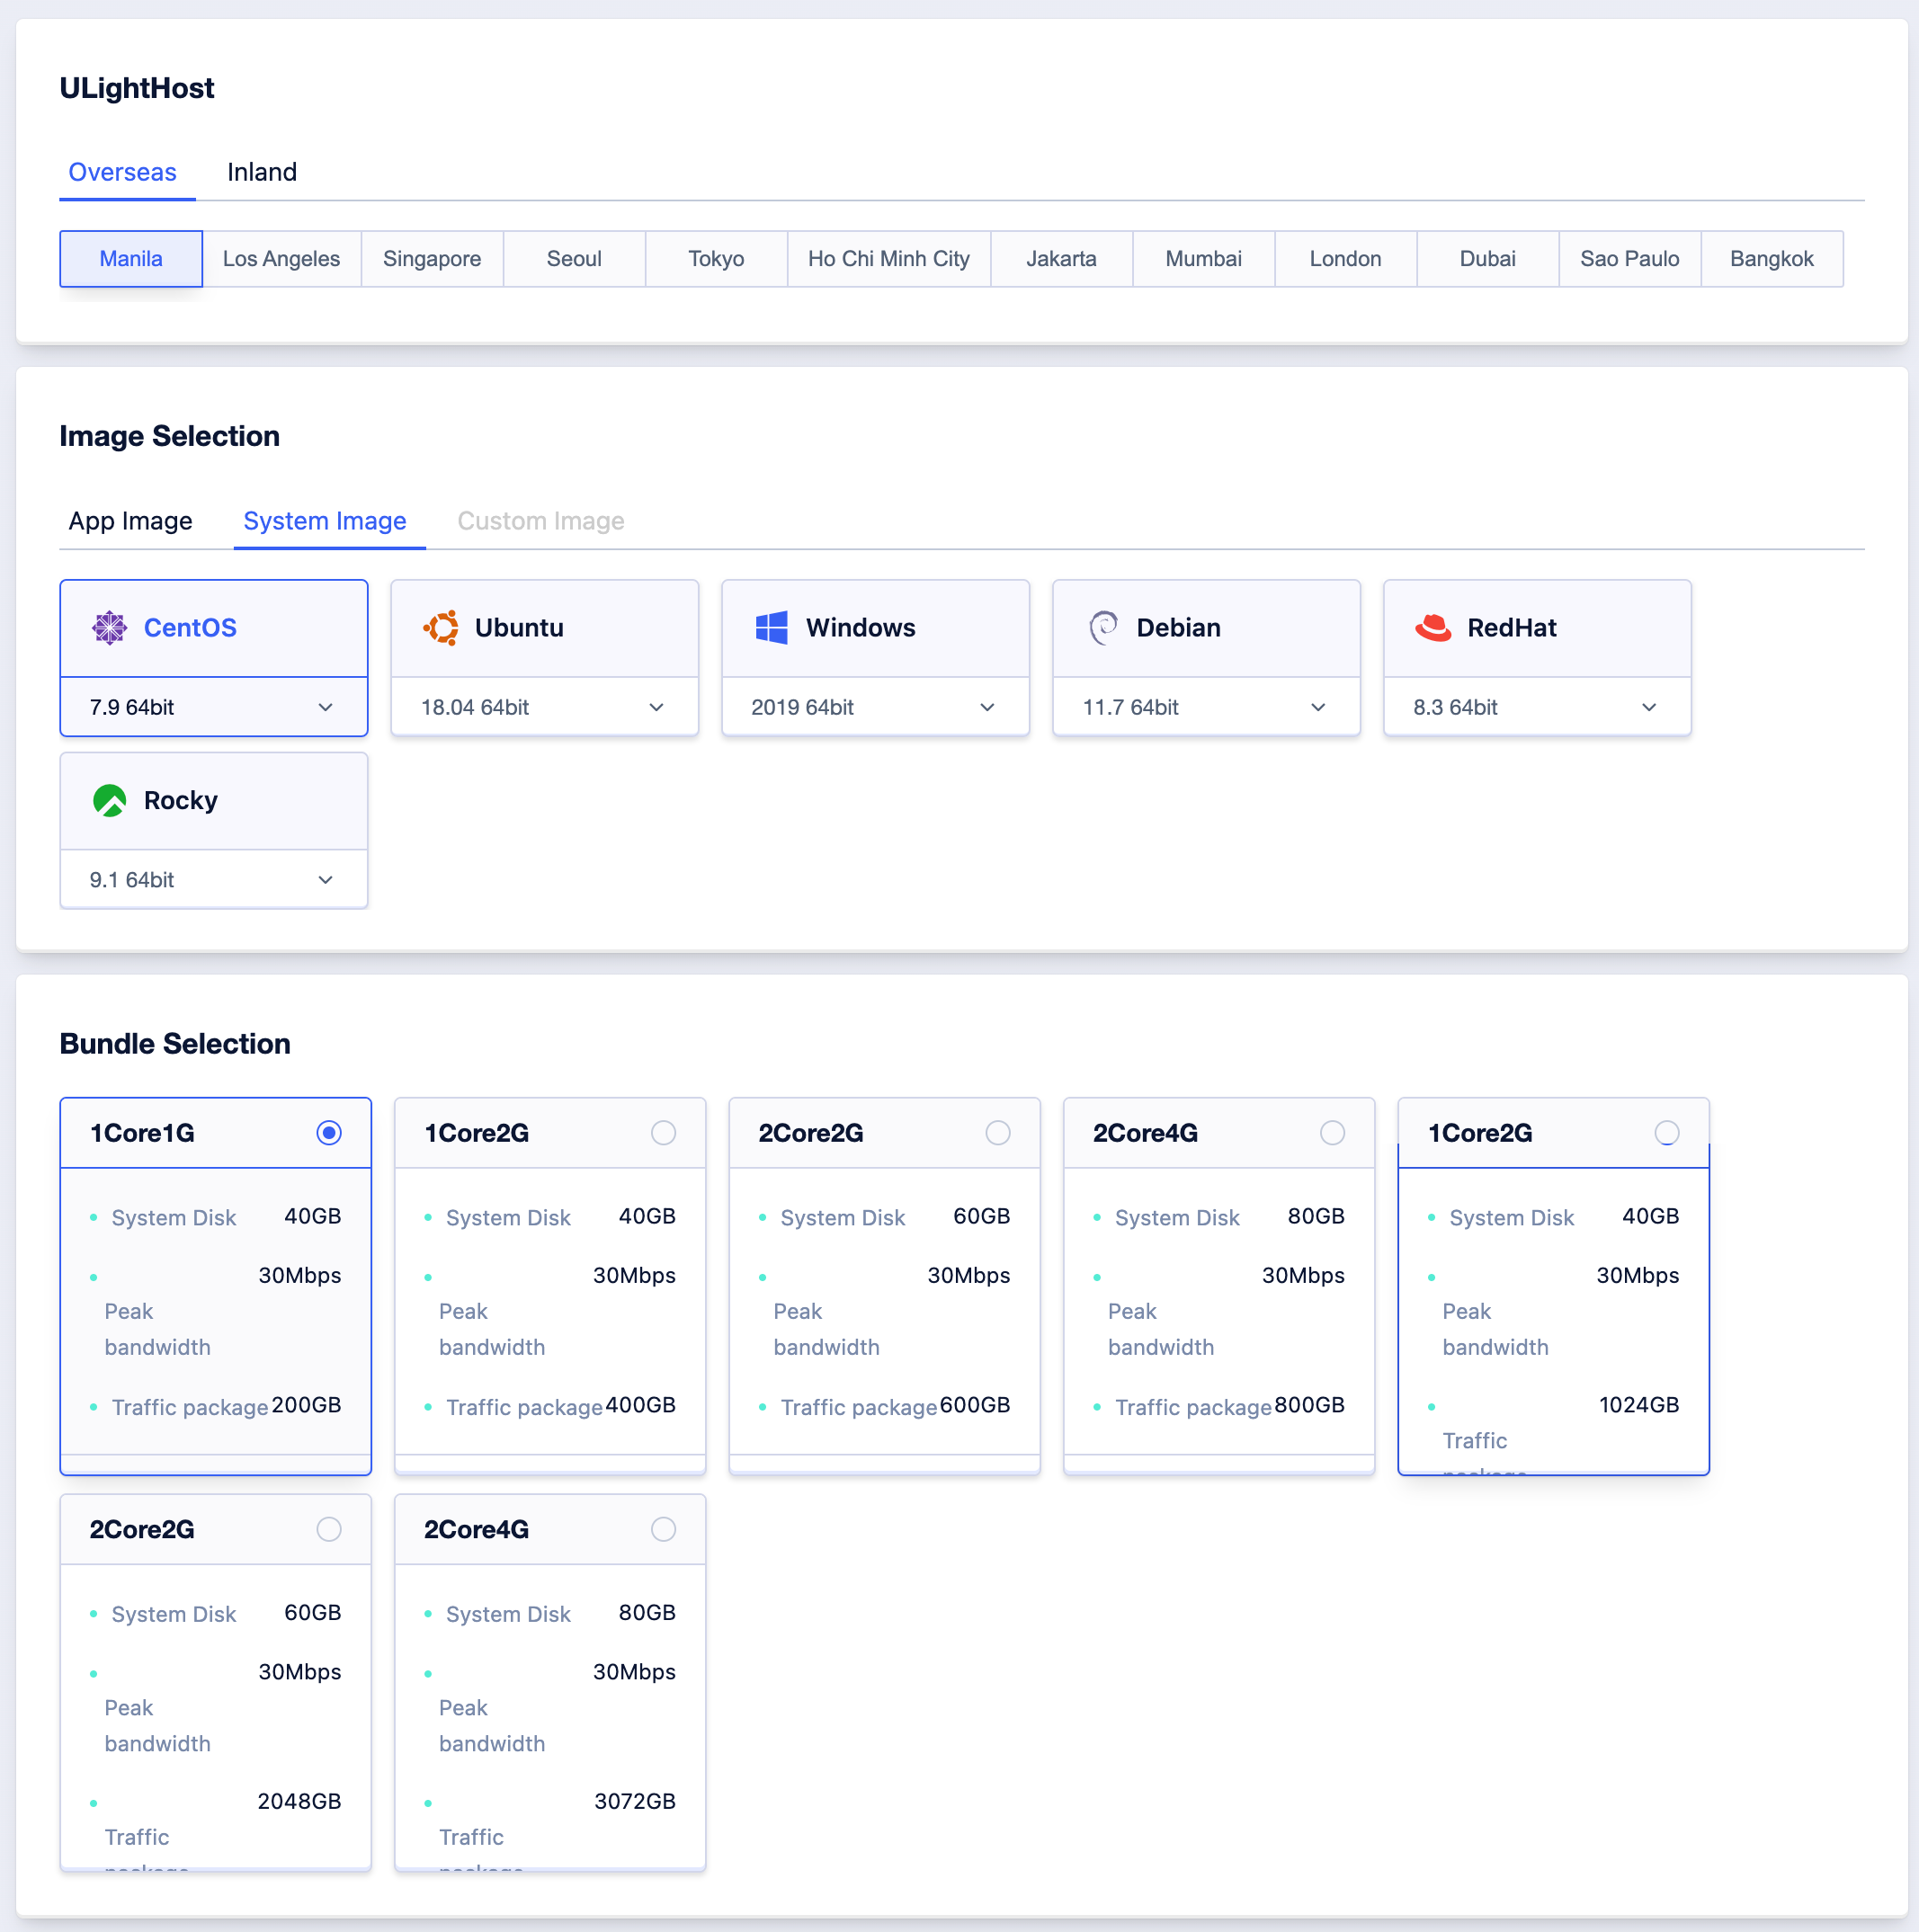 ULightHost
Overseas Inland
Manila Los Angeles Singapore Seoul Tokyo Ho Chi Minh City Jakarta Mumbai London Dubai Sao Paulo Bangkok
Image Selection
App Image System Image Custom Image
CentOS Ubuntu Windows Debian RedHat
7.9 64bit 18.04 64bit 2019 64bit 11.7 64bit 8.3 64bit
Rocky
9.1 64bit
Bundle Selection
1Core1G 1Core2G 2Core2G 2Core4G 1Core2G
System Disk 40GB System Disk 40GB System Disk 60GB System Disk 80GB System Disk 40GB
30Mbps 30Mbps 30Mbps 30Mbps 30Mbps
Peak Peak Peak Peak Peak
bandwidth bandwidth bandwidth bandwidth bandwidth
Traffic package 200GB Traffic package 400GB Traffic package 600GB Traffic package 800GB 1024GB
Traffic
2Core2G 2Core4G
System Disk 60GB System Disk 80GB
30Mbps 30Mbps
Peak Peak
bandwidth bandwidth
2048GB 3072GB
Traffic Traffic